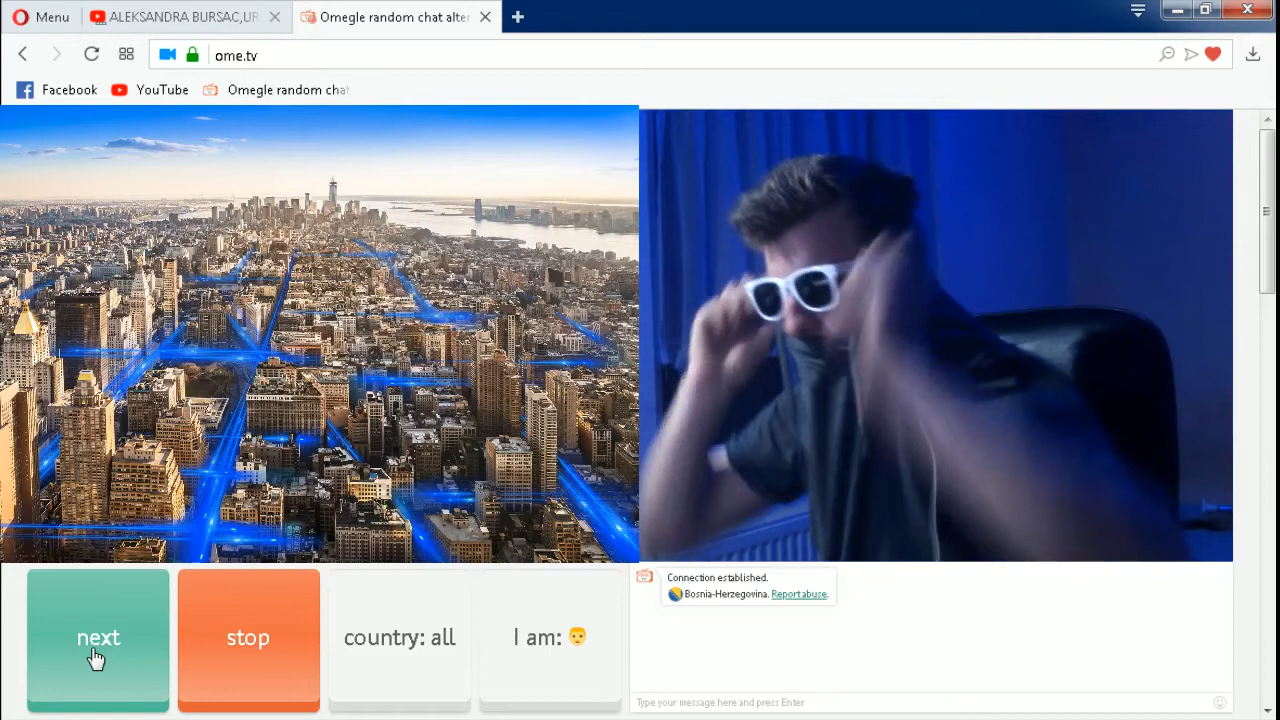 Menu
ALEKSANDRA BURSAC,UR
Omegle random chat alter
ome.tv
Facebook
YouTube
Omegle random chat
next
stop
country: all
I am:
Connection established.
Bosnia-Herzegovina. Report abuse.
Type your message here and press Enter